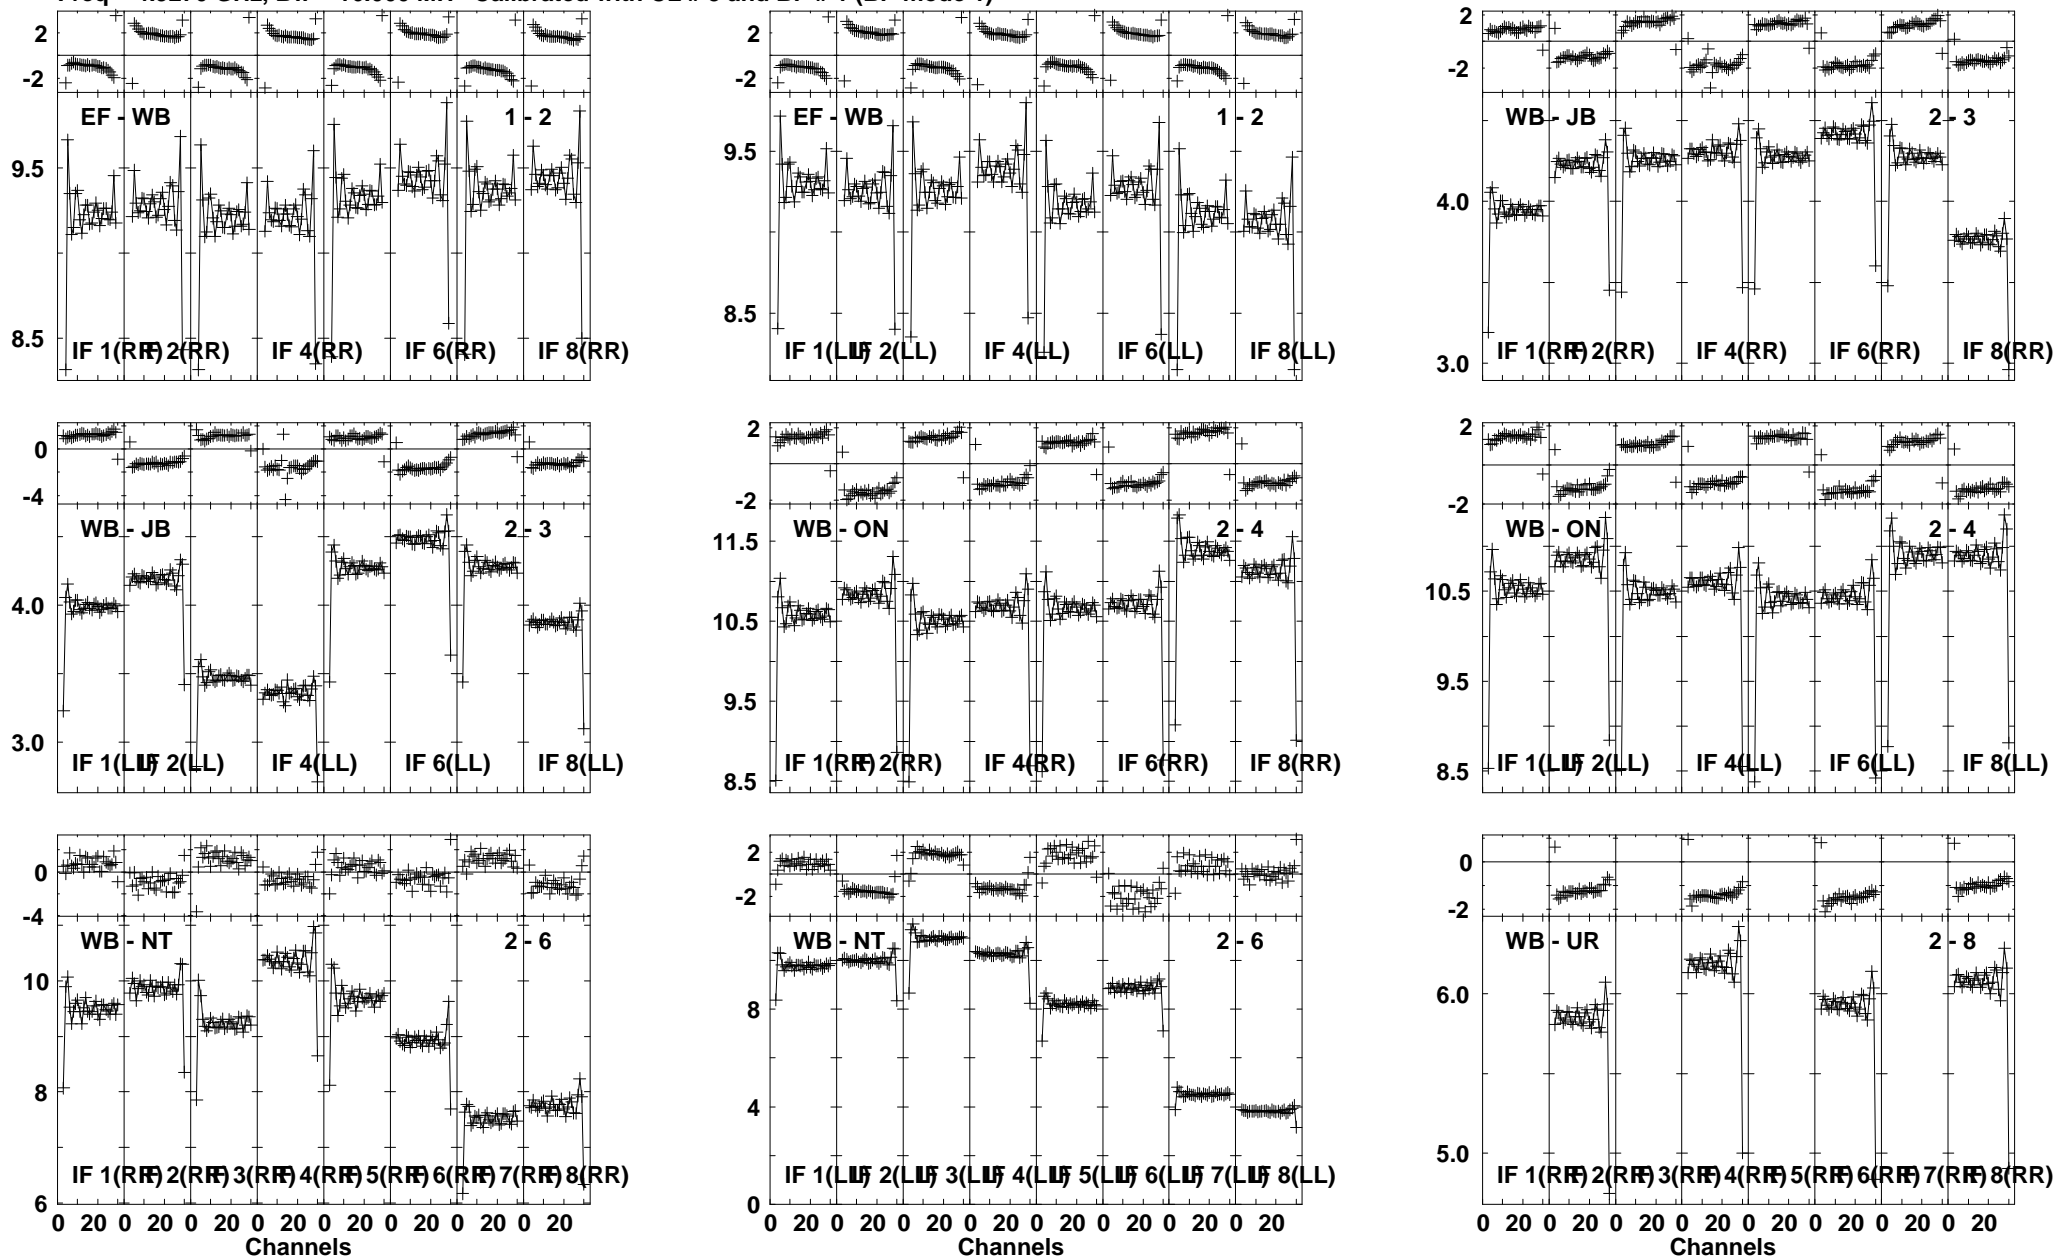 2
-2
EF - WB 1 - 2
9.5
8.5
IF 1(RR) IF 2(RR) IF 4(RR) IF 6(RR) IF 8(RR)
EF - WB 1 - 2
9.5
8.5
IF 1(LL) IF 2(LL) IF 4(LL) IF 6(LL) IF 8(LL)
2
-2
WB - JB 2 - 3
4.0
3.0
IF 1(RR) IF 2(RR) IF 4(RR) IF 6(RR) IF 8(RR)
0
-4
WB - JB 2 - 3
4.0
3.0
IF 1(LL) IF 2(LL) IF 4(LL) IF 6(LL) IF 8(LL)
2
-2
WB - ON 2 - 4
11.5
10.5
9.5
8.5
IF 1(RR) IF 2(RR) IF 4(RR) IF 6(RR) IF 8(RR)
2
-2
WB - ON 2 - 4
10.5
9.5
8.5
IF 1(LL) IF 2(LL) IF 4(LL) IF 6(LL) IF 8(LL)
0
-4
WB - NT 2 - 6
10
8
6
IF 1(RR) IF 2(RR) IF 3(RR) IF 4(RR) IF 5(RR) IF 6(RR) IF 7(RR) IF 8(RR)
0 20 0 20 0 20 0 20 0 20 0 20 0 20 0 20
Channels
2
-2
WB - NT 2 - 6
8
4
0
IF 1(LL) IF 2(LL) IF 3(LL) IF 4(LL) IF 5(LL) IF 6(LL) IF 7(LL) IF 8(LL)
0 20 0 20 0 20 0 20 0 20 0 20 0 20 0 20
Channels
0
-2
WB - UR 2 - 8
6.0
5.0
IF 1(RR) IF 2(RR) IF 3(RR) IF 4(RR) IF 5(RR) IF 6(RR) IF 7(RR) IF 8(RR)
0 20 0 20 0 20 0 20 0 20 0 20 0 20 0 20
Channels